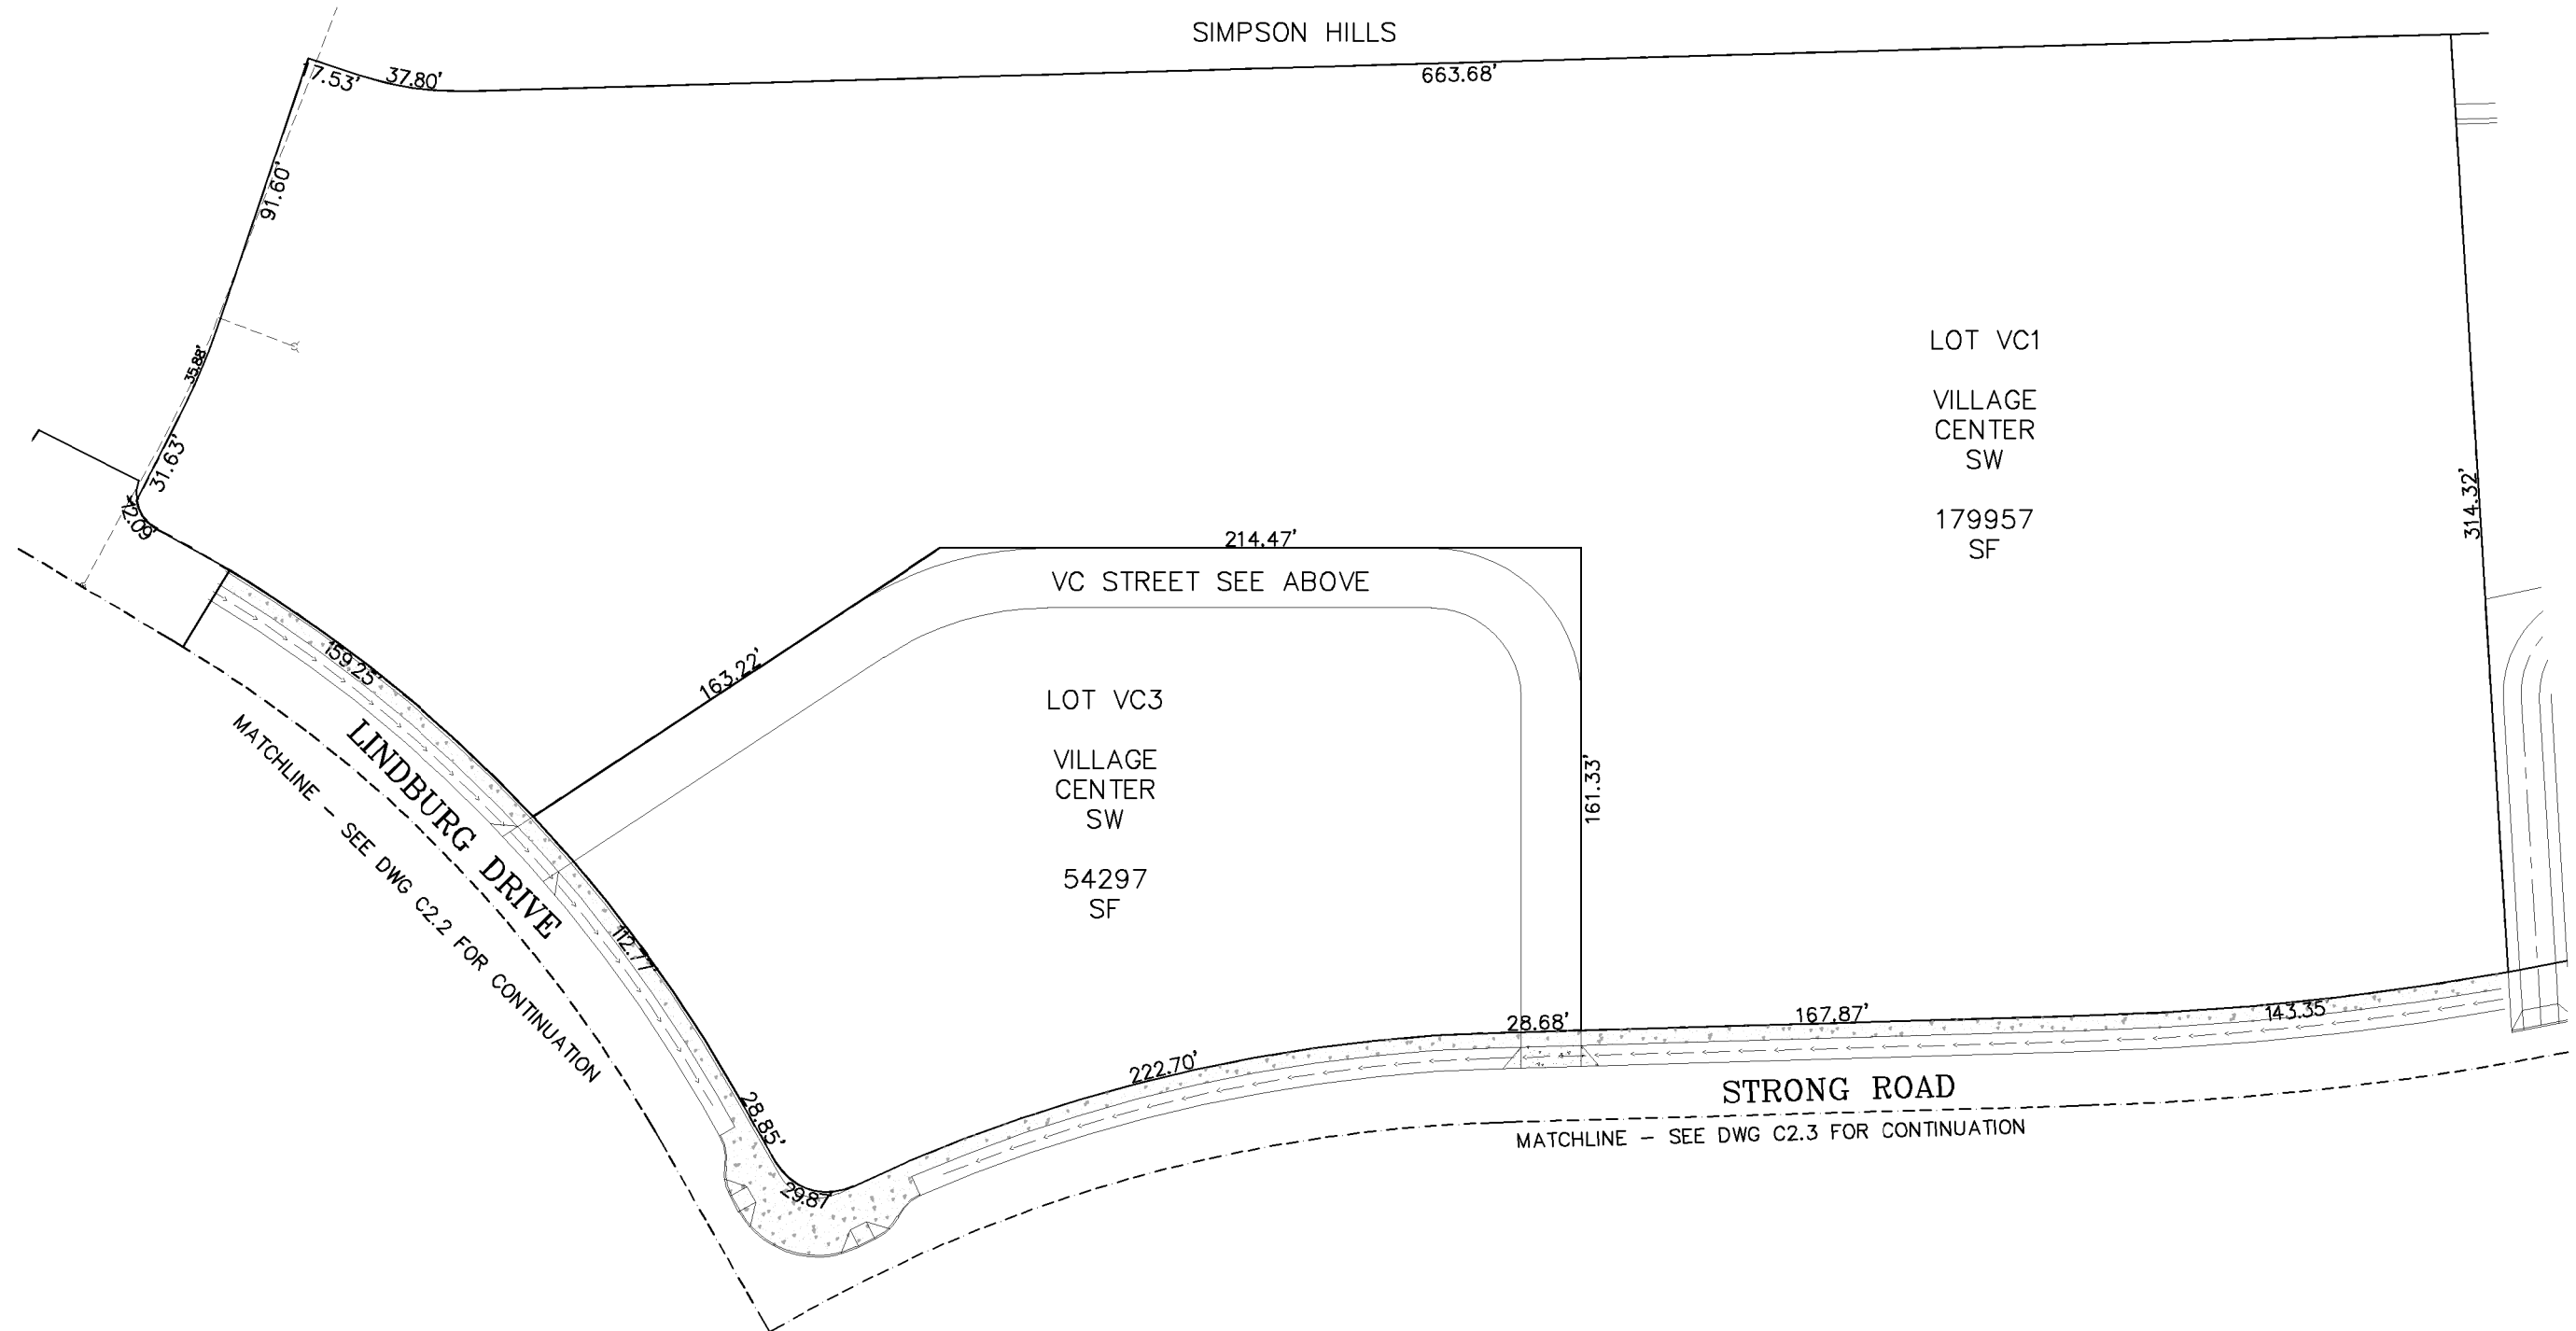 SIMPSON HILLS
17.53'
37.80'
663.68'
91.60'
35.88'
31.63'
314.32'
LOT VC1
VILLAGE
CENTER
SW
179957
SF
214.47'
VC STREET SEE ABOVE
159.25'
163.22'
LOT VC3
VILLAGE
CENTER
SW
54297
SF
161.33'
LINDBURG DRIVE
MATCHLINE - SEE DWG C2.2 FOR CONTINUATION
112.77'
28.85'
29.87'
222.70'
28.68'
167.87'
143.35'
STRONG ROAD
MATCHLINE - SEE DWG C2.3 FOR CONTINUATION